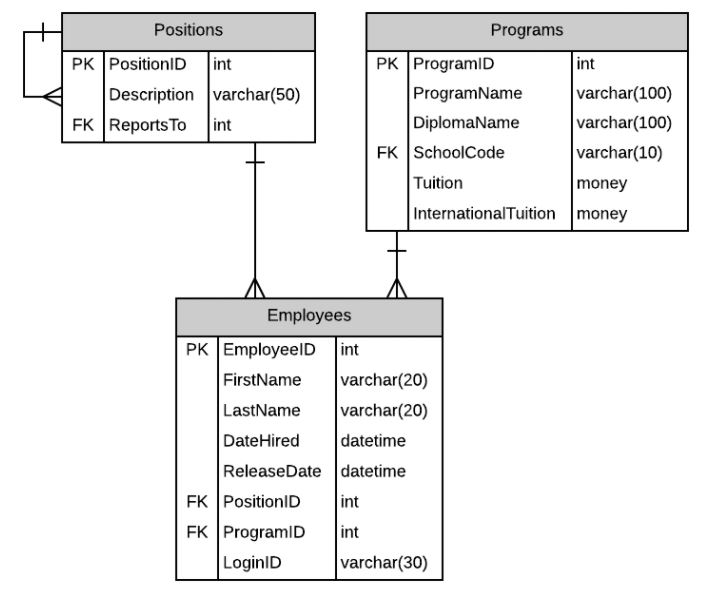 Positions
PK PositionID int
Description varchar(50)
FK ReportsTo int
Programs
PK ProgramID int
ProgramName varchar(100)
DiplomaName varchar(100)
FK SchoolCode varchar(10)
Tuition money
InternationalTuition money
Employees
PK EmployeeID int
FirstName varchar(20)
LastName varchar(20)
DateHired datetime
ReleaseDate datetime
FK PositionID int
FK ProgramID int
LoginID varchar(30)